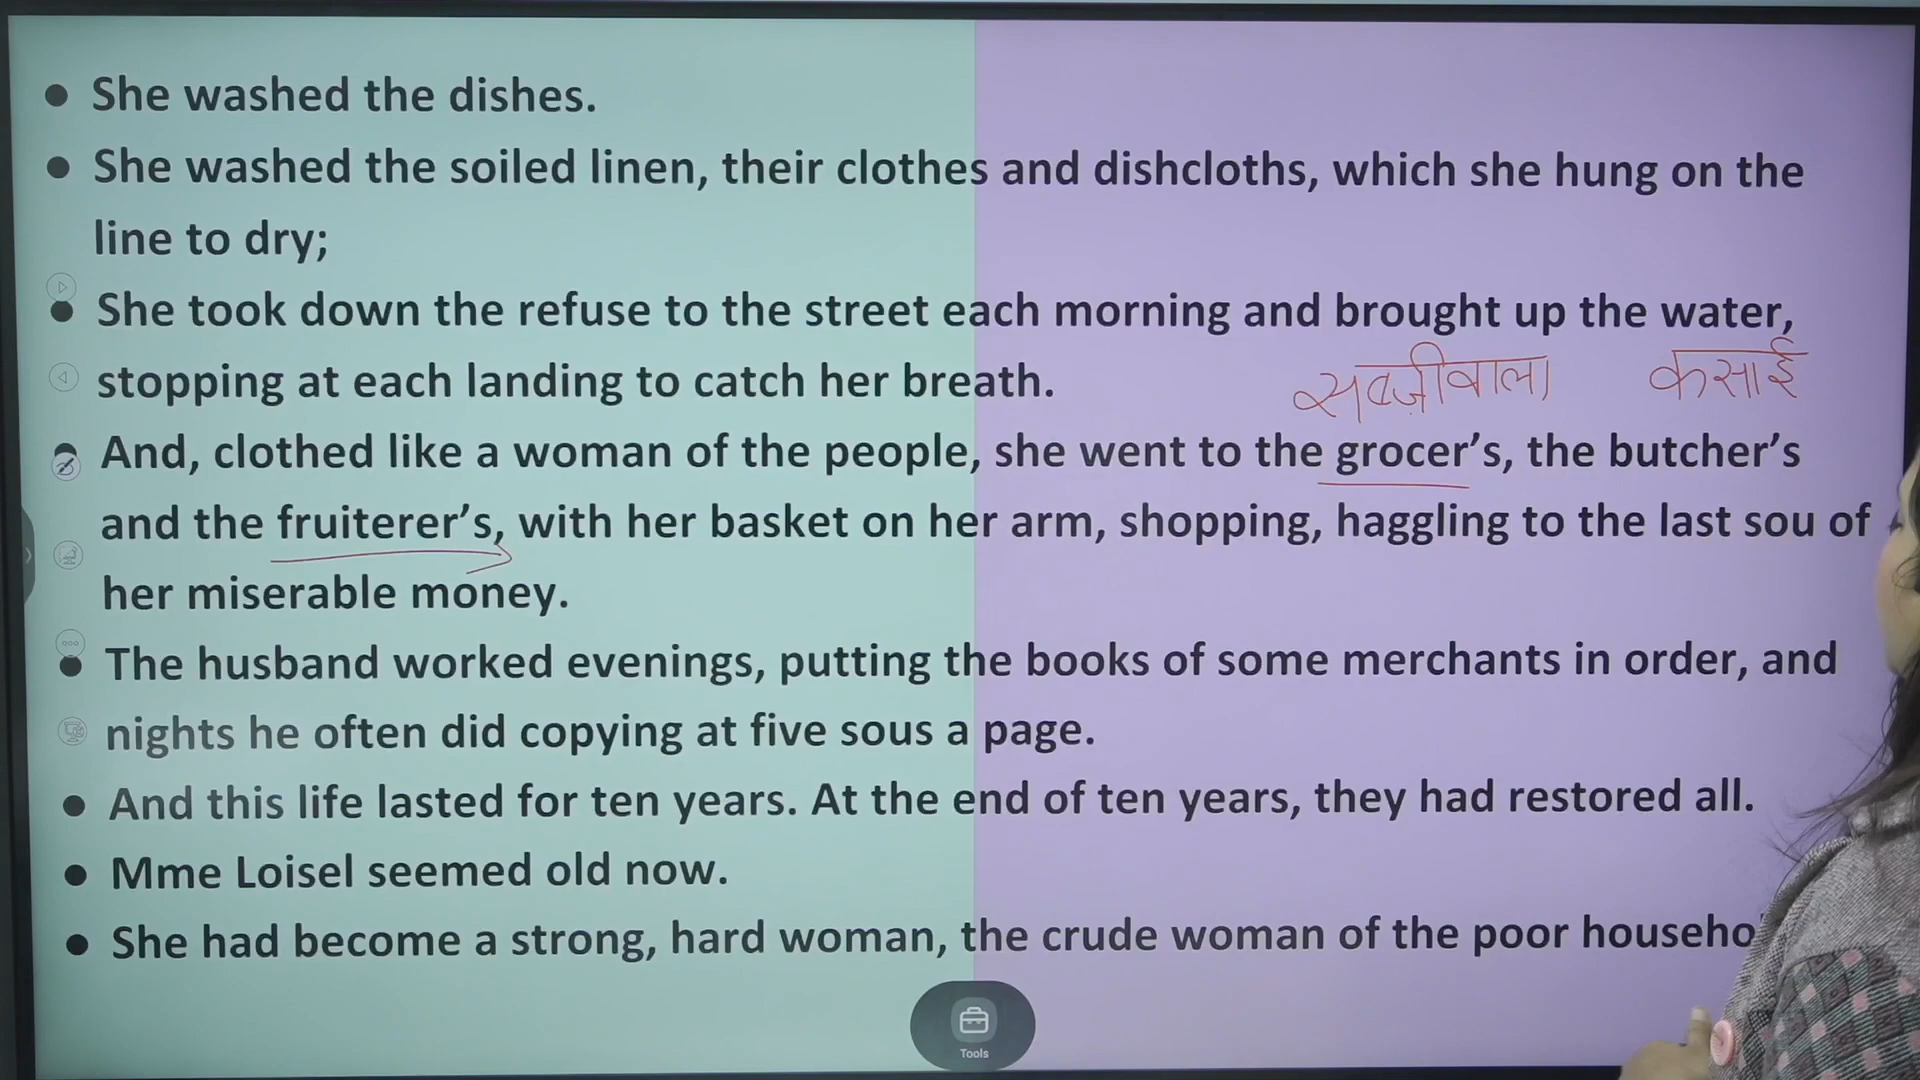 ● She washed the dishes.
● She washed the soiled linen, their clothes and dishcloths, which she hung on the
line to dry;
● She took down the refuse to the street each morning and brought up the water,
stopping at each landing to catch her breath.
सब्ज़ीवाला कसाई
● And, clothed like a woman of the people, she went to the grocer’s, the butcher’s
and the fruiterer’s, with her basket on her arm, shopping, haggling to the last sou of
her miserable money.
● The husband worked evenings, putting the books of some merchants in order, and
nights he often did copying at five sous a page.
● And this life lasted for ten years. At the end of ten years, they had restored all.
● Mme Loisel seemed old now.
● She had become a strong, hard woman, the crude woman of the poor househo
Tools